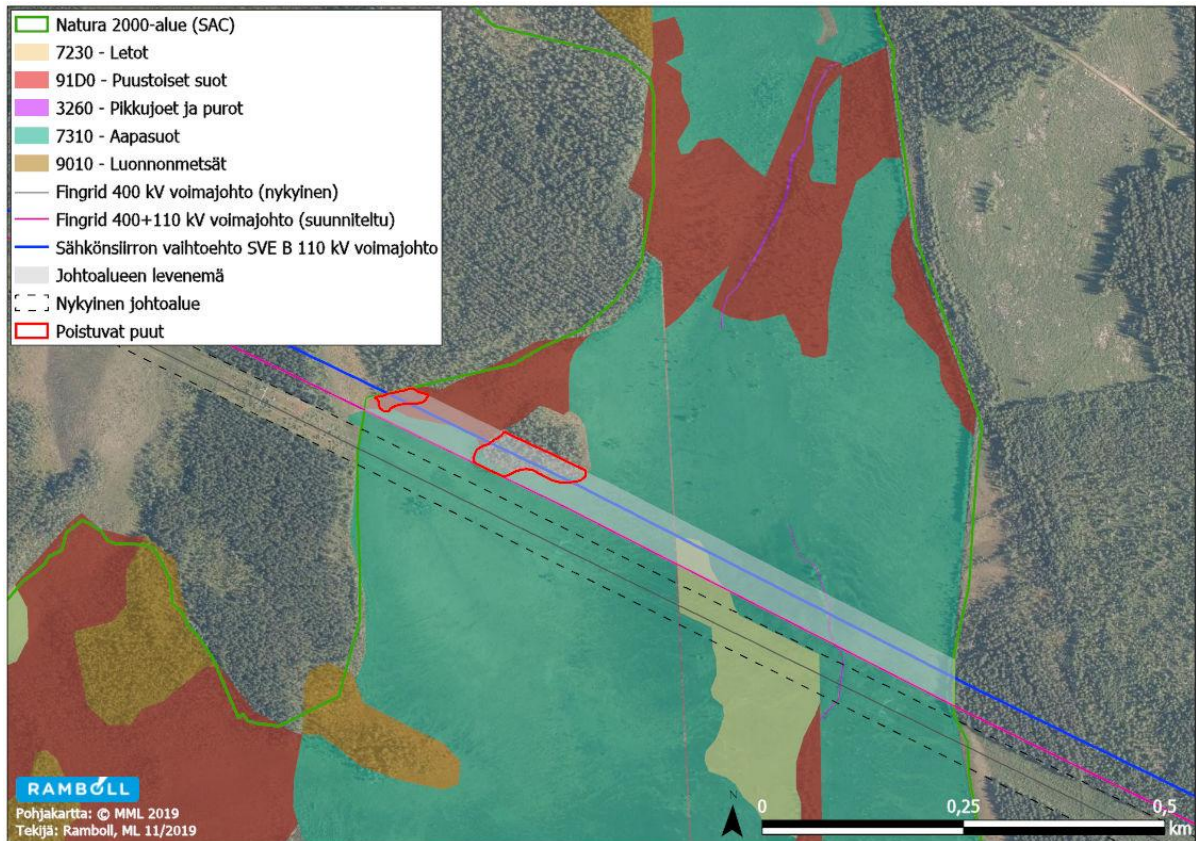 Natura 2000-alue (SAC)
7230 - Letot
91D0 - Puustoiset suot
3260 - Pikkujoet ja purot
7310 - Aapasuot
9010 - Luonnonmetsät
Fingrid 400 kV voimajohto (nykyinen)
Fingrid 400+110 kV voimajohto (suunniteltu)
Sähkönsiirron vaihtoehto SVE B 110 kV voimajohto
Johtoalueen levenemä
Nykyinen johtoalue
Poistuvat puut
RAMBOLL
Pohjakartta: © MML 2019
Tekijä: Ramboll, ML 11/2019
N
0 0,25 0,5
km